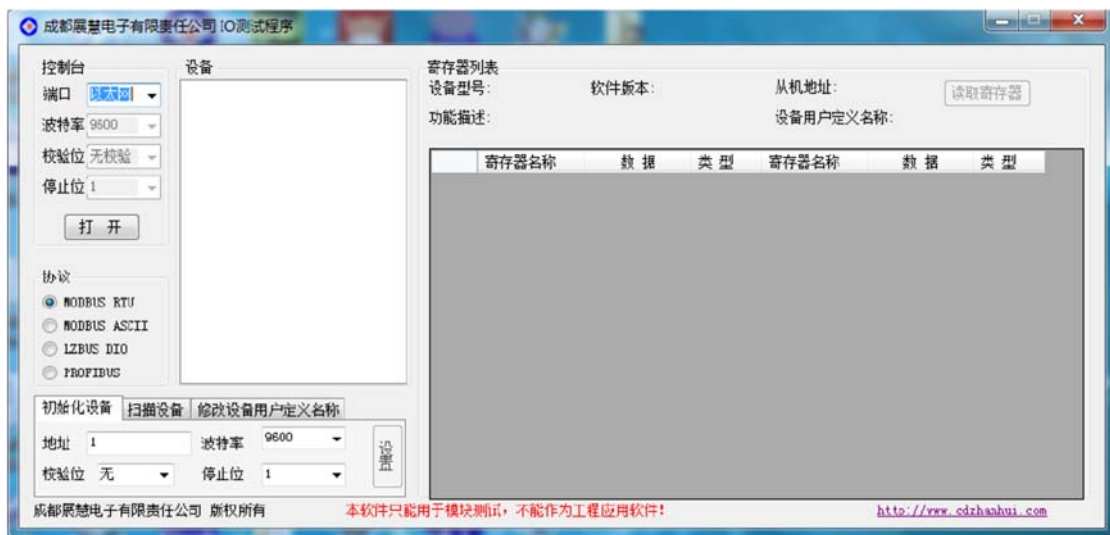 成都展慧电子有限责任公司 IO测试程序
控制台
端口 以太网
波特率 9600
校验位 无校验
停止位 1
打 开
协议
MODBUS RTU
MODBUS ASCII
LZBUS DIO
PROFIBUS
设备
寄存器列表
设备型号: 软件版本: 从机地址: 读取寄存器
功能描述: 设备用户定义名称:
寄存器名称 数 据 类 型 寄存器名称 数 据 类 型
初始化设备 扫描设备 修改设备用户定义名称
地址 1 波特率 9600
校验位 无 停止位 1
设置
成都展慧电子有限责任公司 版权所有 本软件只能用于模块测试，不能作为工程应用软件! http://www.cdzhanhui.com